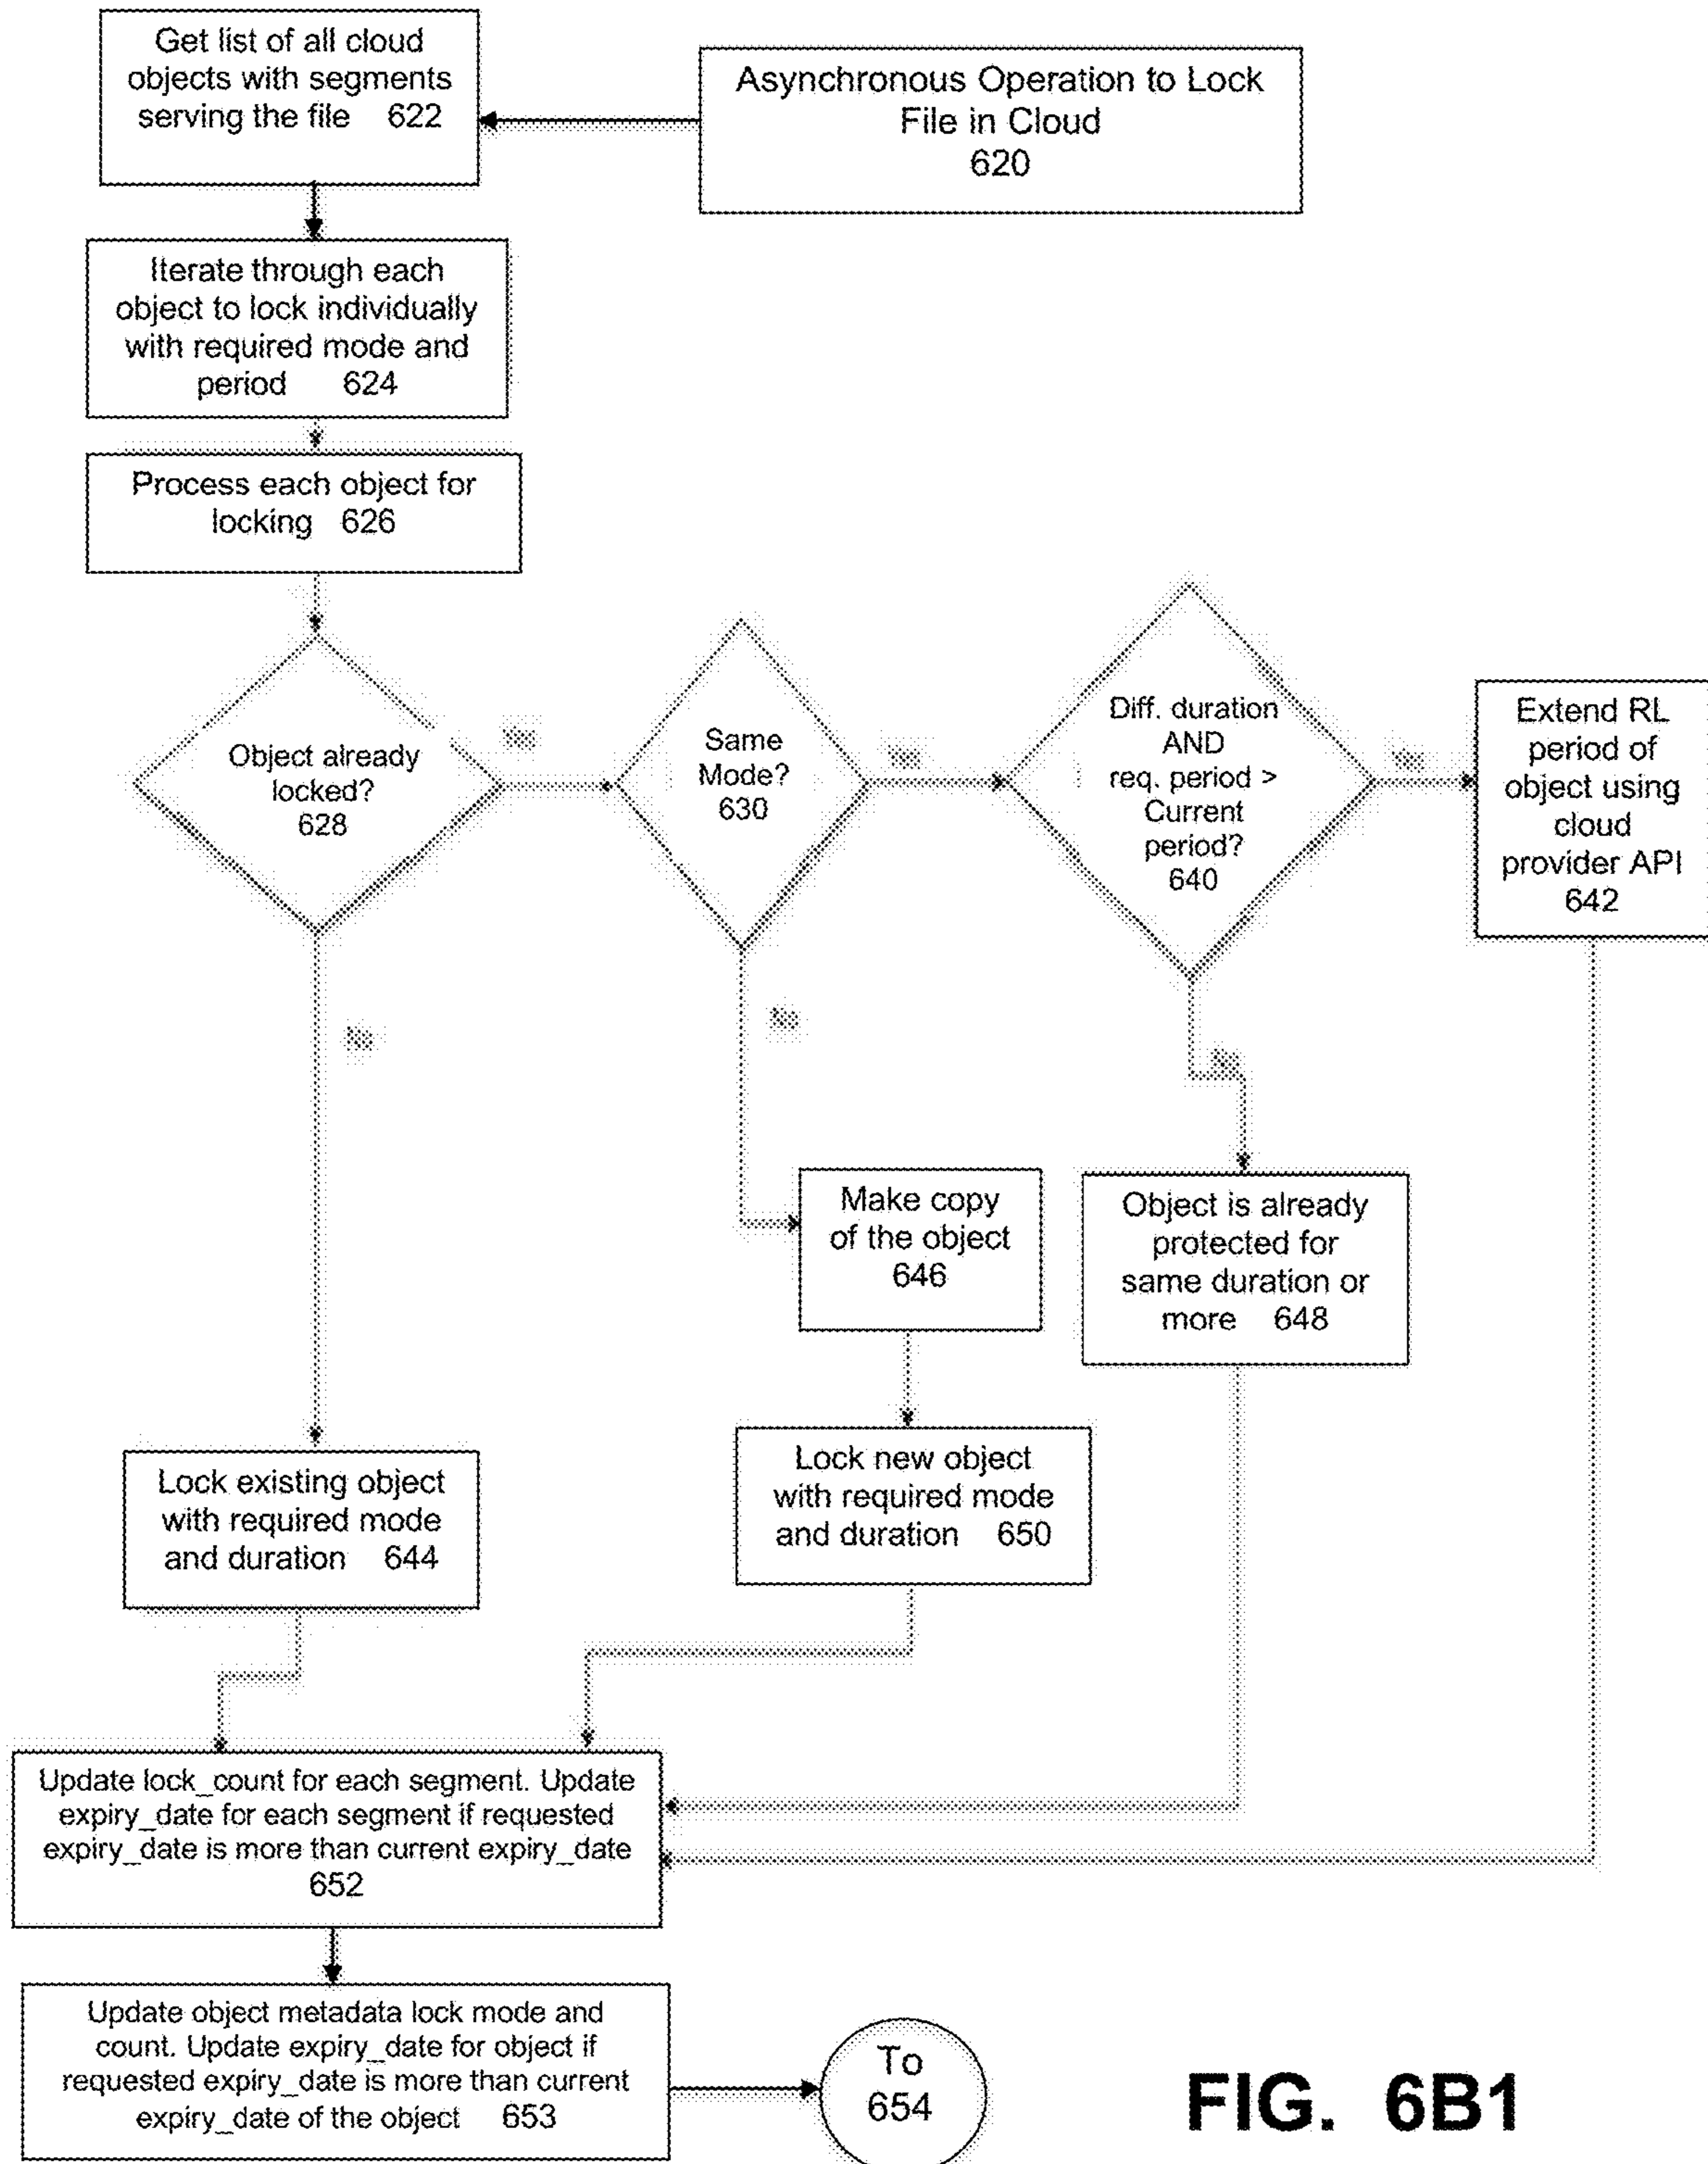 Get list of all cloud
objects with segments
serving the file 622
Asynchronous Operation to Lock
File in Cloud
620
Iterate through each
object to lock individually
with required mode and
period 624
Process each object for
locking 626
Object already
locked?
628
Same
Mode?
630
Diff. duration
AND
req. period >
Current
period?
640
Extend RL
period of
object using
cloud
provider API
642
No
No
Make copy
of the object
646
Object is already
protected for
same duration or
more 648
Lock existing object
with required mode
and duration 644
Lock new object
with required mode
and duration 650
Update lock_count for each segment. Update
expiry_date for each segment if requested
expiry_date is more than current expiry_date
652
Update object metadata lock mode and
count. Update expiry_date for object if
requested expiry_date is more than current
expiry_date of the object 653
To
654
FIG. 6B1